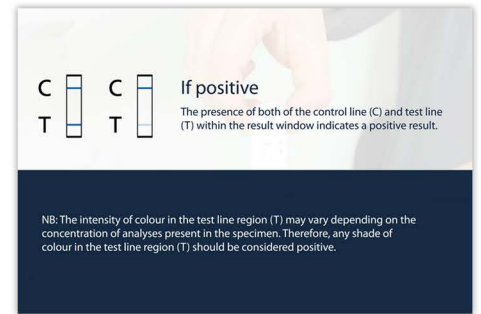 C C If positive
The presence of both of the control line (C) and test line
T T (T) within the result window indicates a positive result.
NB: The intensity of colour in the test line region (T) may vary depending on the
concentration of analyses present in the specimen. Therefore, any shade of
colour in the test line region (T) should be considered positive.